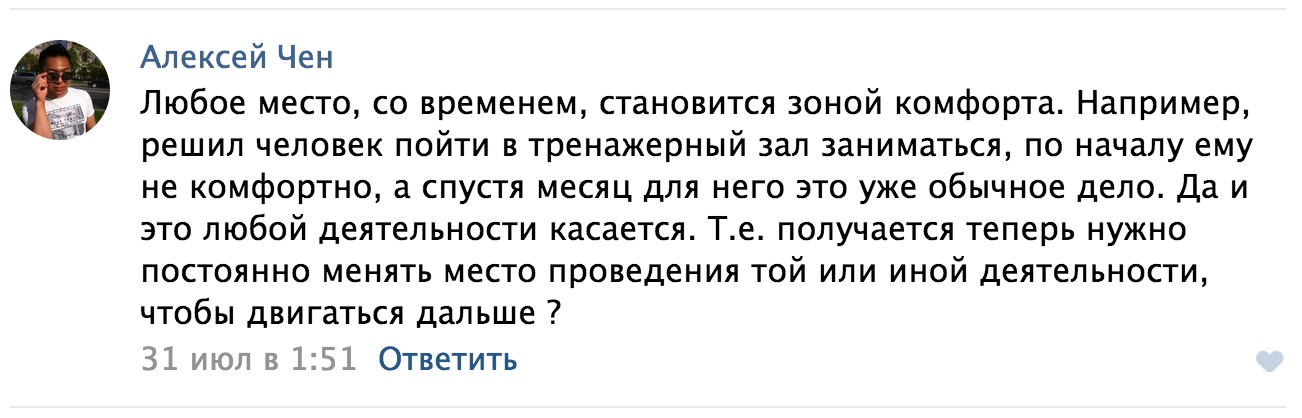 Алексей Чен
Любое место, со временем, становится зоной комфорта. Например,
решил человек пойти в тренажерный зал заниматься, по началу ему
не комфортно, а спустя месяц для него это уже обычное дело. Да и
это любой деятельности касается. Т.е. получается теперь нужно
постоянно менять место проведения той или иной деятельности,
чтобы двигаться дальше ?
31 июл в 1:51 Ответить